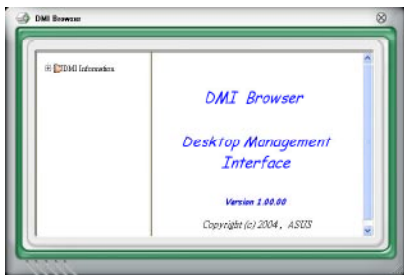 DMI Browser
DMI Information
DMI Browser
Desktop Management
Interface
Version 1.00.00
Copyright (c) 2004, ASUS